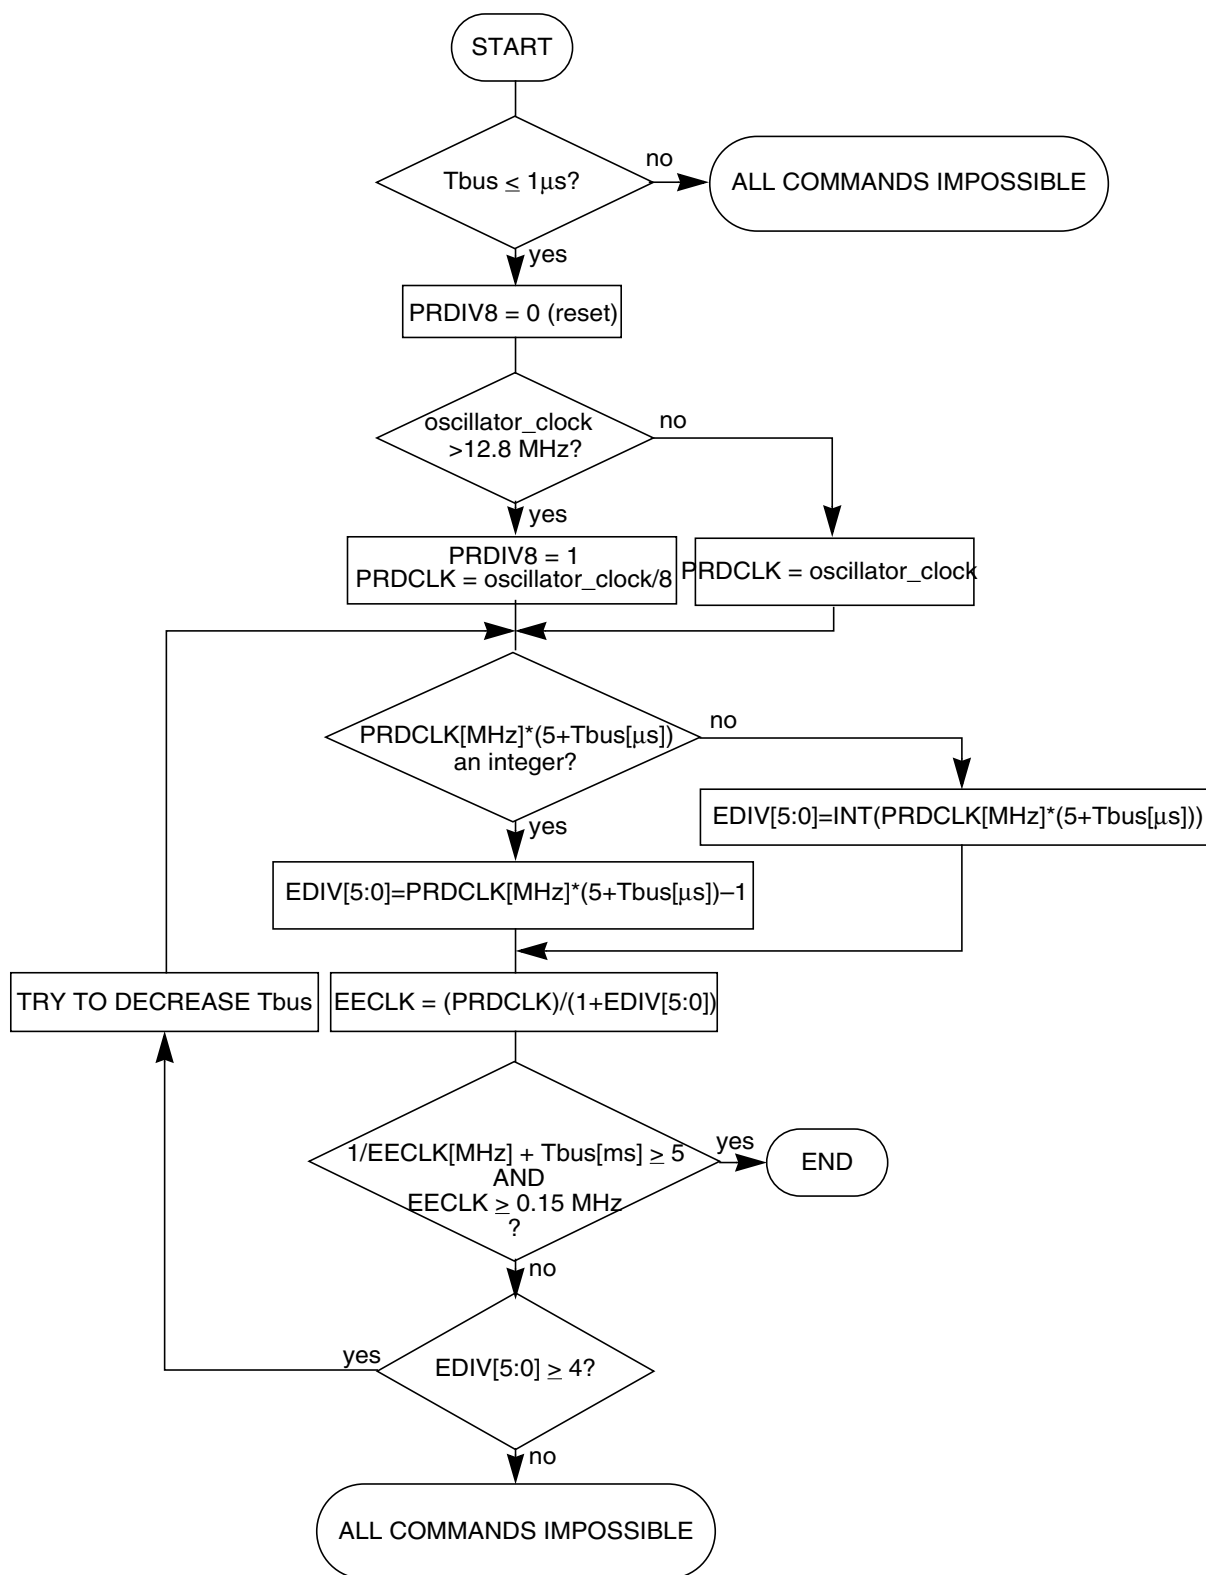 START
Tbus ≤ 1μs?
no
ALL COMMANDS IMPOSSIBLE
yes
PRDIV8 = 0 (reset)
oscillator_clock
>12.8 MHz?
no
yes
PRDIV8 = 1
PRDCLK = oscillator_clock/8
PRDCLK = oscillator_clock
PRDCLK[MHz]*(5+Tbus[μs])
an integer?
no
yes
EDIV[5:0]=INT(PRDCLK[MHz]*(5+Tbus[μs]))
EDIV[5:0]=PRDCLK[MHz]*(5+Tbus[μs])–1
TRY TO DECREASE Tbus
EECLK = (PRDCLK)/(1+EDIV[5:0])
1/EECLK[MHz] + Tbus[ms] ≥ 5
AND
EECLK ≥ 0.15 MHz
?
yes
END
no
EDIV[5:0] ≥ 4?
yes
no
ALL COMMANDS IMPOSSIBLE